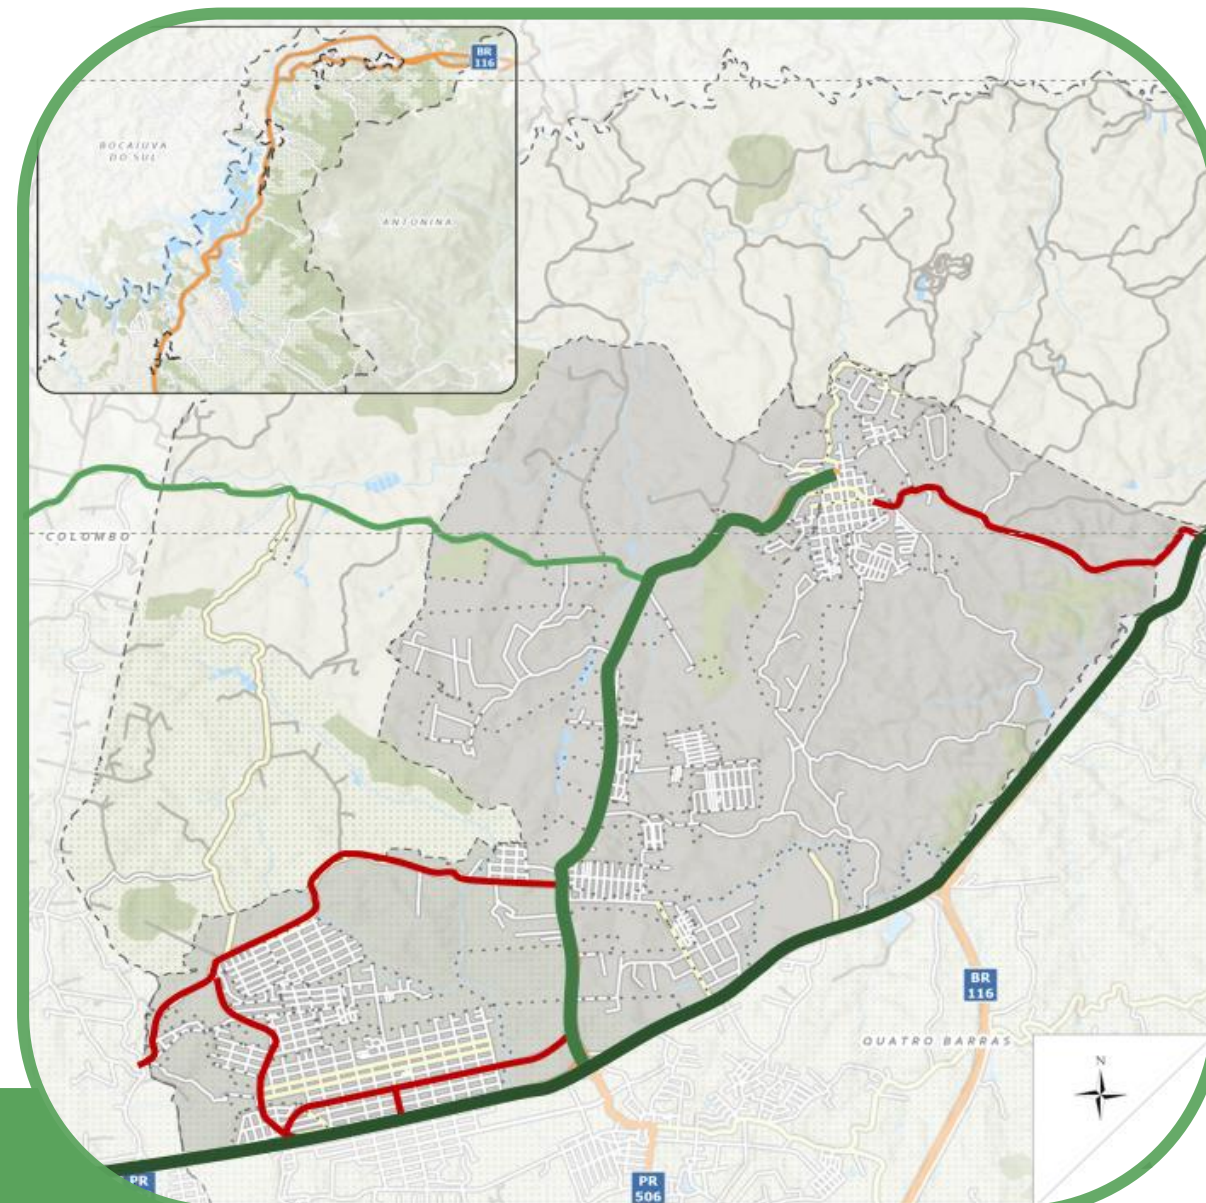 BR
116
BOCAIUVA
DO SUL
ANTONINA
COLOMBO
BR
116
QUATRO BARRAS
N
PR
PR
506